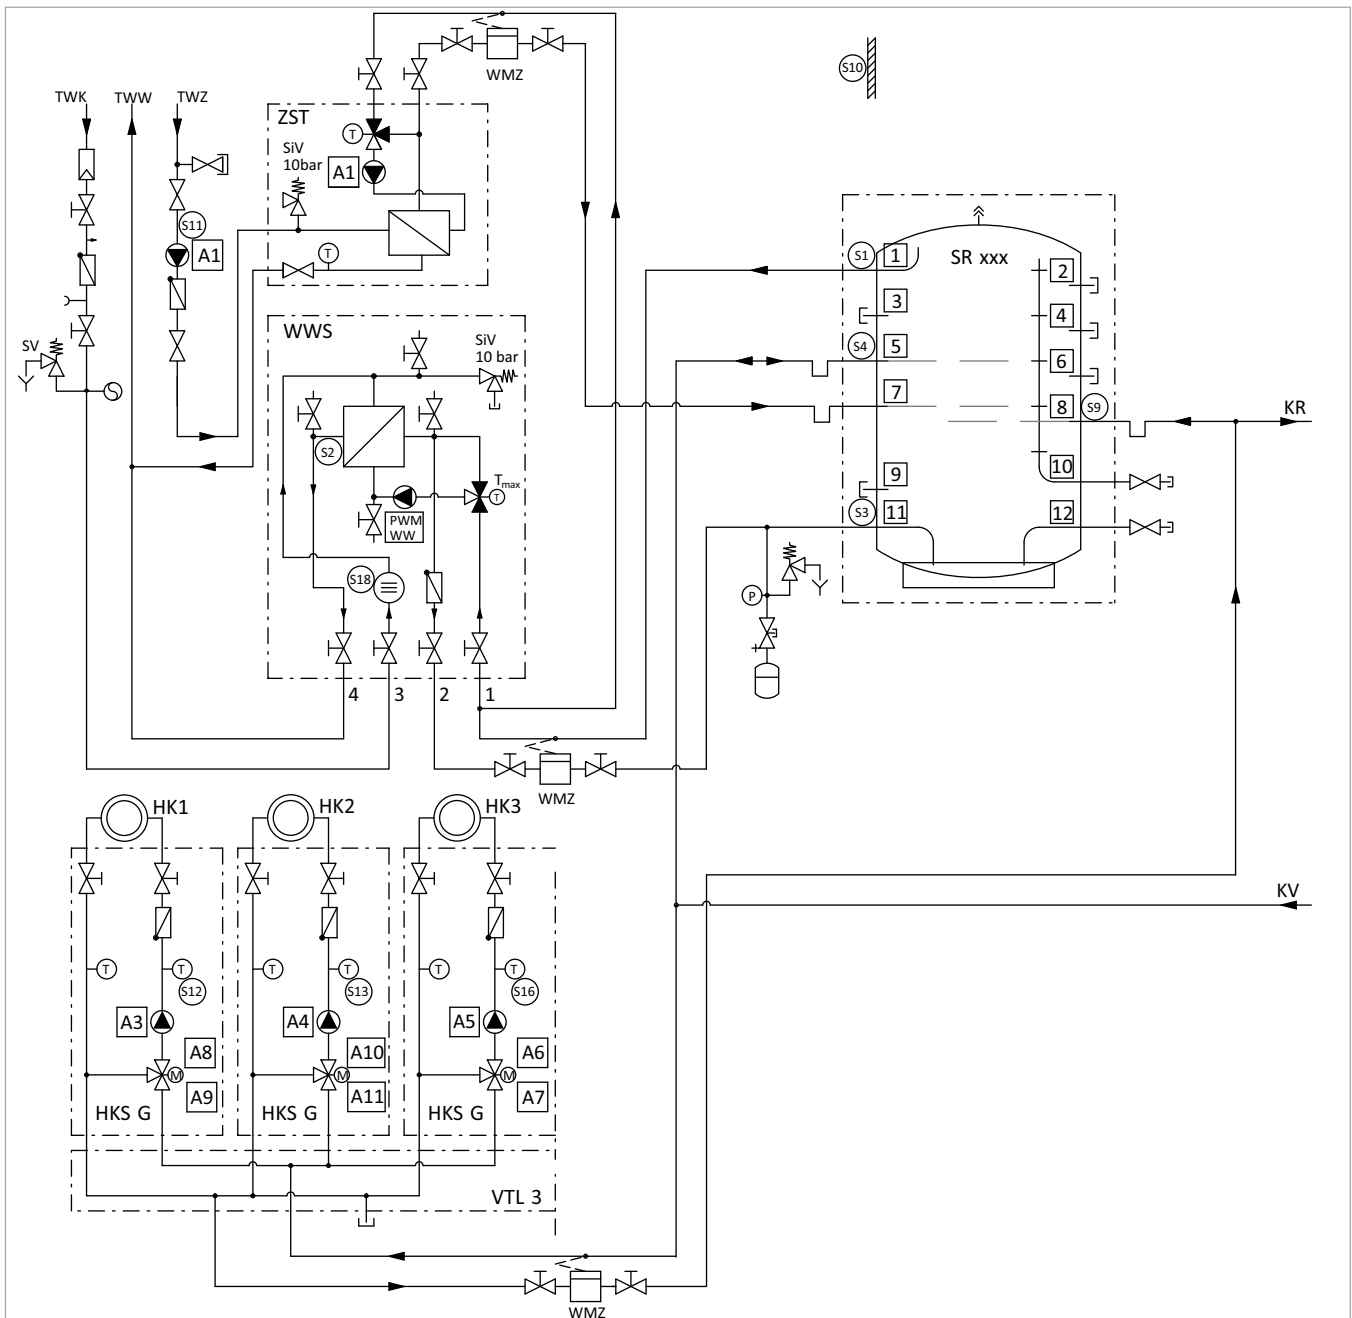 WMZ
S10
TWK
TWW
TWZ
ZST
T
SiV
10bar
A1
S11
A1
T
S1
1
SR xxx
2
3
4
S4
5
6
7
8
S9
KR
9
10
S3
11
12
P
SV
WWS
SiV
10 bar
S2
Tmax
T
PWM
WW
S18
4
3
2
1
WMZ
HK1
HK2
HK3
KV
T
T
S12
T
T
S13
T
T
S16
A3
A4
A5
A8
M
A9
A10
M
A11
A6
M
A7
HKS G
HKS G
HKS G
VTL 3
WMZ